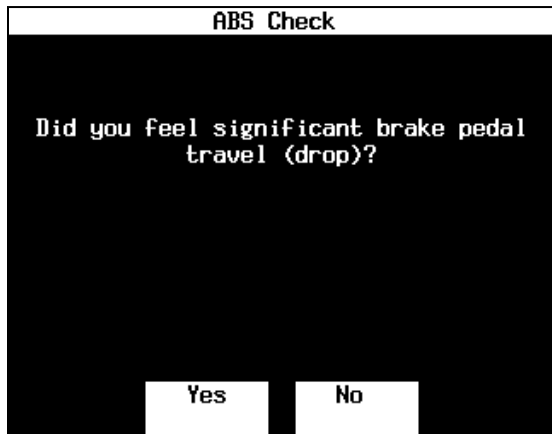 ABS Check
Did you feel significant brake pedal
travel (drop)?
Yes No